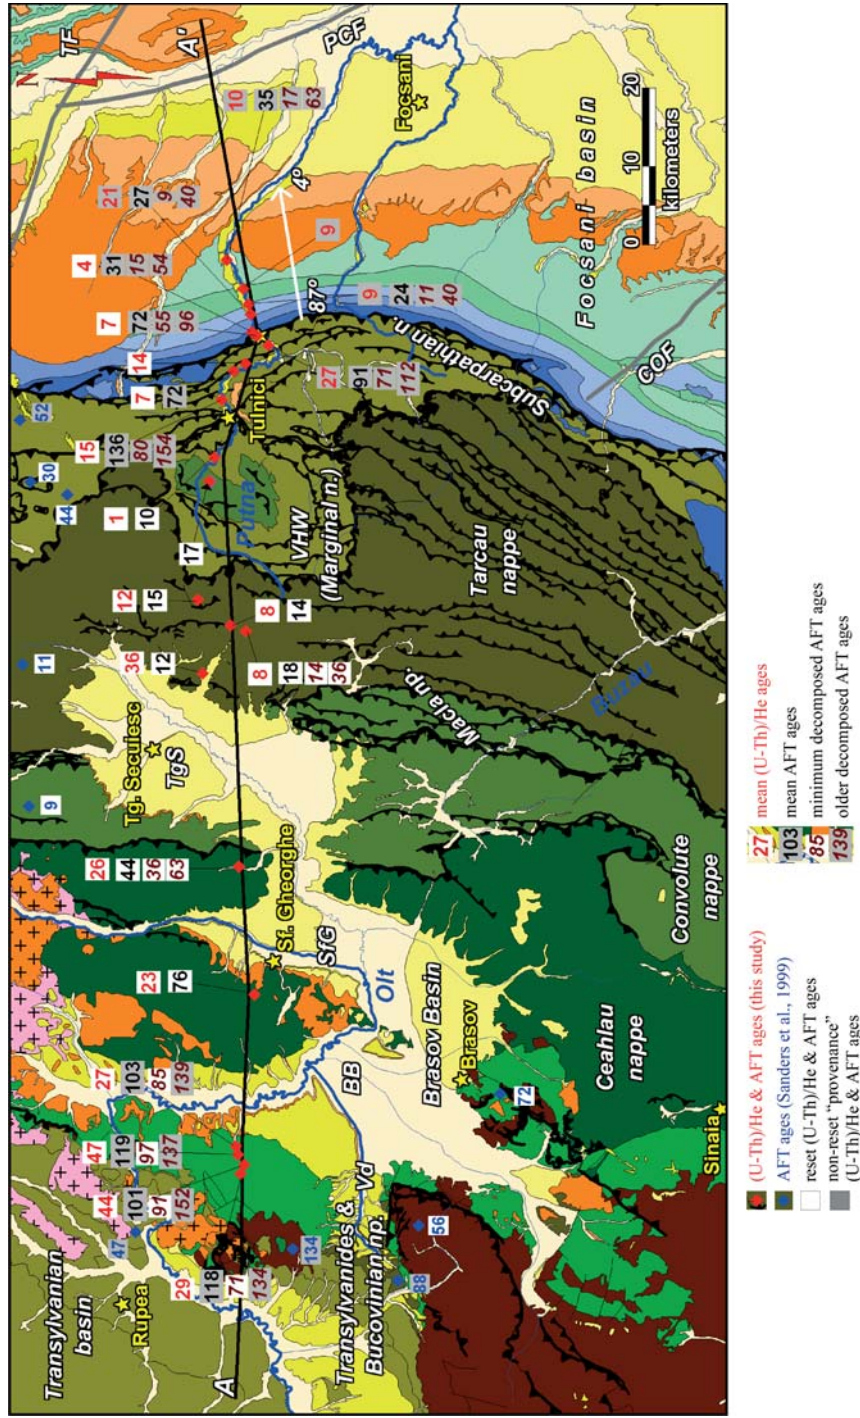 TF
N
A'
PCF
10
35
17
63
Focsani
21
27
9
40
4º
Focsani basin
0 10 20
kilometers
4
31
15
54
9
7
72
55
96
87º
9
24
11
40
14
COF
7
72
Subcarpathian n.
52
Tulnici
27
91
71
112
15
136
80
154
30
44
1
10
17
Putna
VHW
(Marginal n.)
Tarcau
nappe
12
15
8
14
11
36
12
8
18
14
36
Macla np.
Buzau
Tg. Secuiesc
TgS
9
26
44
36
63
Sf. Gheorghe
SfG
Convolute
nappe
23
76
Olt
Brasov Basin
BB
Brasov
Ceahlau
nappe
27
103
85
139
72
Sinaia
47
119
97
137
44
101
91
152
47
Vd
Transylvanides &
Bucovinian np.
134
56
88
29
118
71
134
Transylvanian
basin
Rupea
A
(U-Th)/He & AFT ages (this study)
AFT ages (Sanders et al., 1999)
reset (U-Th)/He & AFT ages
non-reset "provenance"
(U-Th)/He & AFT ages
27 mean (U-Th)/He ages
103 mean AFT ages
85 minimum decomposed AFT ages
139 older decomposed AFT ages